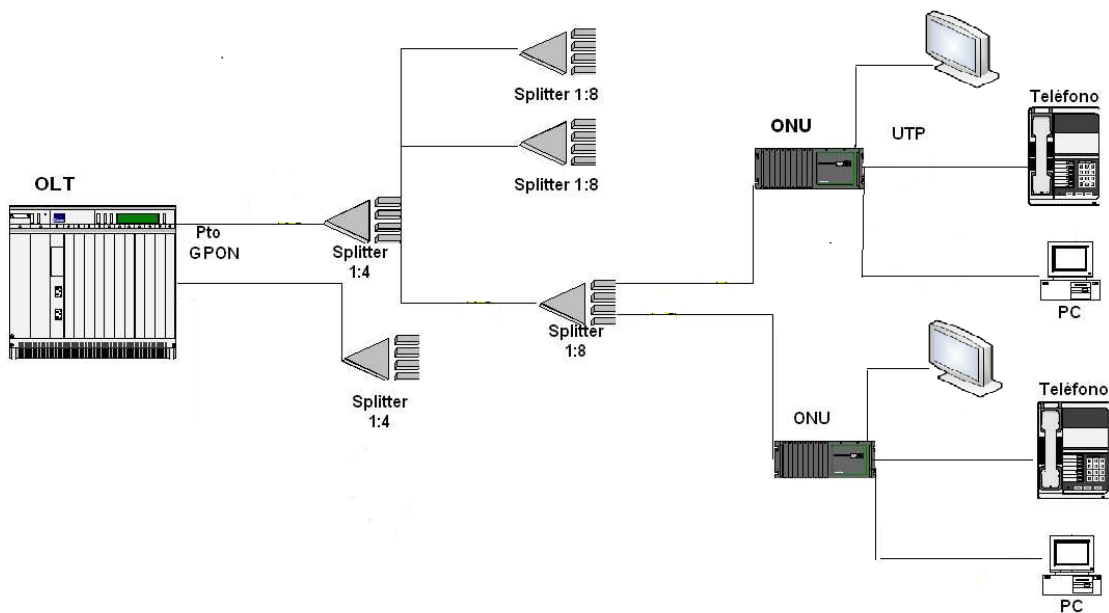 Splitter 1:8
Splitter 1:8
OLT
Pto
GPON
Splitter
1:4
Splitter
1:4
Splitter
1:8
ONU
UTP
Teléfono
PC
ONU
Teléfono
PC